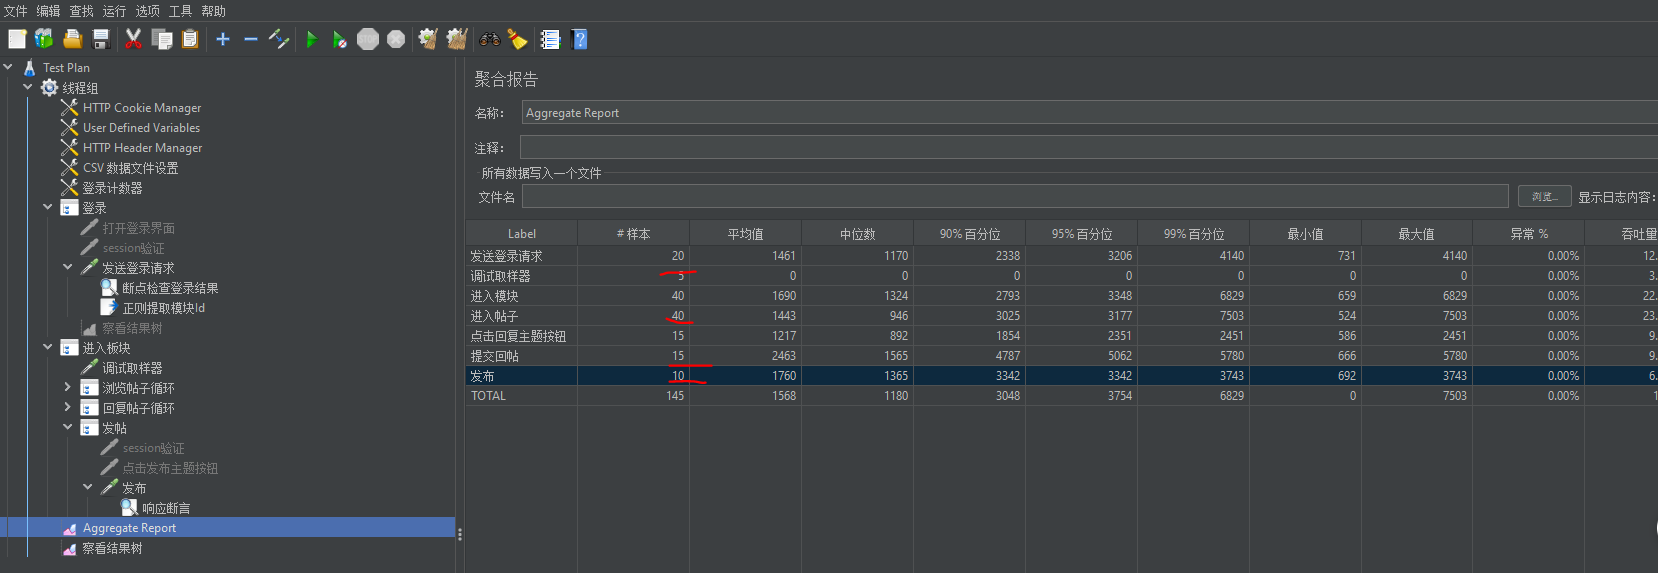 文件 编辑 查找 运行 选项 工具 帮助
Test Plan
线程组
HTTP Cookie Manager
User Defined Variables
HTTP Header Manager
CSV 数据文件设置
登录计数器
登录
打开登录界面
session验证
发送登录请求
断点检查登录结果
正则提取模块Id
察看结果树
进入板块
调试取样器
浏览帖子循环
回复帖子循环
发帖
session验证
点击发布主题按钮
发布
响应断言
Aggregate Report
察看结果树
聚合报告
名称: Aggregate Report
注释:
所有数据写入一个文件
文件名 浏览... 显示日志内容:
Label # 样本 平均值 中位数 90% 百分位 95% 百分位 99% 百分位 最小值 最大值 异常 % 吞吐量
发送登录请求 20 1461 1170 2338 3206 4140 731 4140 0.00% 12.
调试取样器 5 0 0 0 0 0 0 0 0.00% 3.
进入模块 40 1690 1324 2793 3348 6829 659 6829 0.00% 22.
进入帖子 40 1443 946 3025 3177 7503 524 7503 0.00% 23.
点击回复主题按钮 15 1217 892 1854 2351 2451 586 2451 0.00% 9.
提交回帖 15 2463 1565 4787 5062 5780 666 5780 0.00% 9.
发布 10 1760 1365 3342 3342 3743 692 3743 0.00% 6.
TOTAL 145 1568 1180 3048 3754 6829 0 7503 0.00% 1